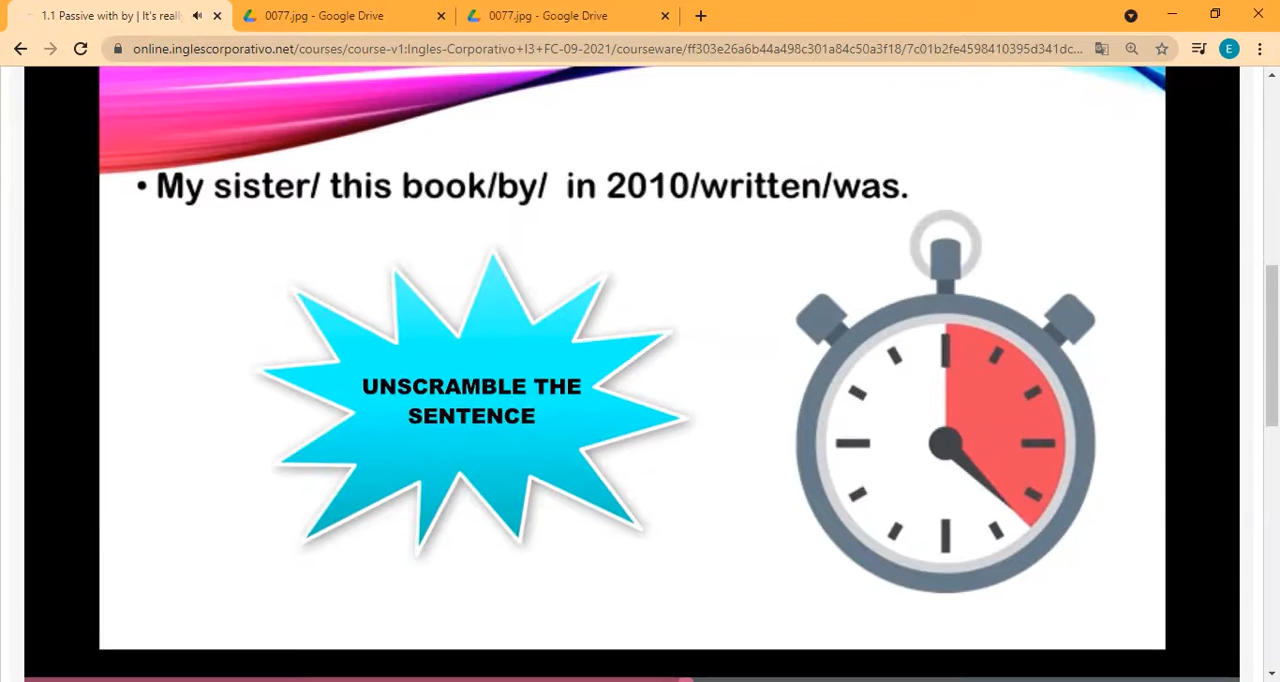 1.1 Passive with by | It's reall
0077.jpg - Google Drive
0077.jpg - Google Drive
online.inglescorporativo.net/courses/course-v1:Ingles-Corporativo+I3+FC-09-2021/courseware/ff303e26a6b44a498c301a84c50a3f18/7c01b2fe4598410395d341dc...
E
• My sister/ this book/by/ in 2010/written/was.
UNSCRAMBLE THE
SENTENCE